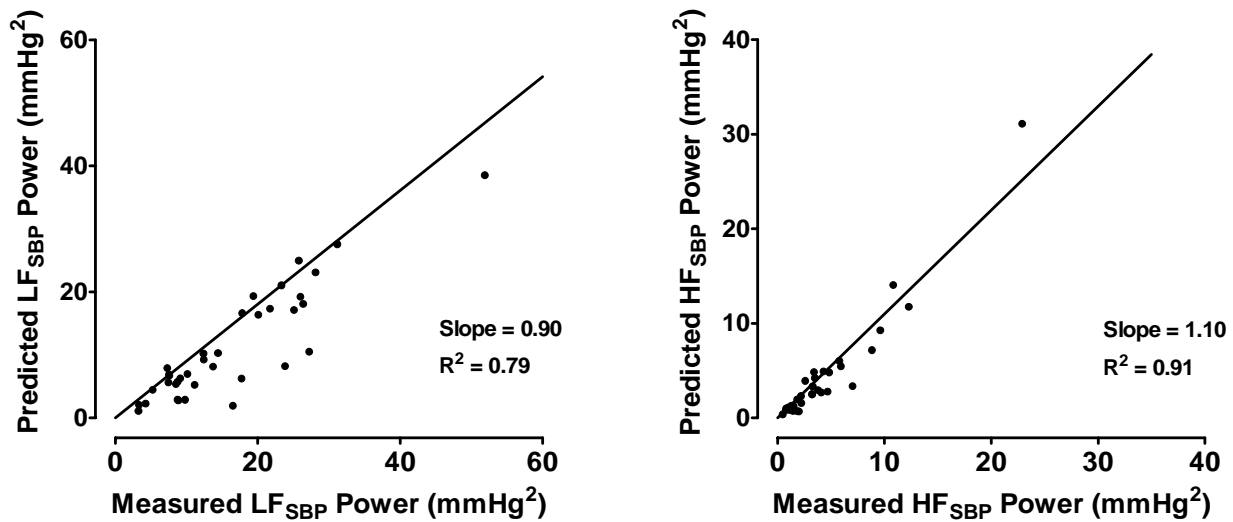 Predicted LF_SBP Power (mmHg²)
60
40
20
0
Slope = 0.90
R² = 0.79
0 20 40 60
Measured LF_SBP Power (mmHg²)
Predicted HF_SBP Power (mmHg²)
40
30
20
10
0
Slope = 1.10
R² = 0.91
0 10 20 30 40
Measured HF_SBP Power (mmHg²)